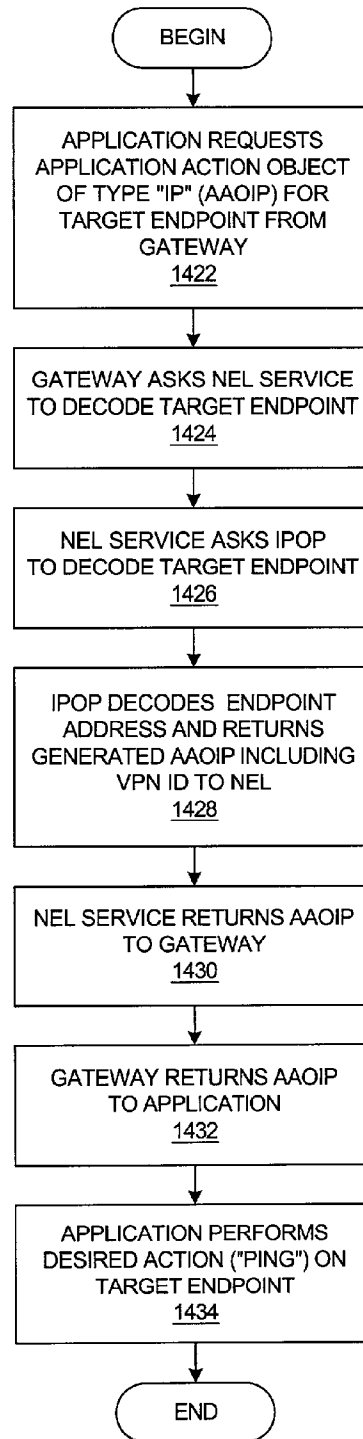 BEGIN
APPLICATION REQUESTS
APPLICATION ACTION OBJECT
OF TYPE "IP" (AAOIP) FOR
TARGET ENDPOINT FROM
GATEWAY
1422
GATEWAY ASKS NEL SERVICE
TO DECODE TARGET ENDPOINT
1424
NEL SERVICE ASKS IPOP
TO DECODE TARGET ENDPOINT
1426
IPOP DECODES ENDPOINT
ADDRESS AND RETURNS
GENERATED AAOIP INCLUDING
VPN ID TO NEL
1428
NEL SERVICE RETURNS AAOIP
TO GATEWAY
1430
GATEWAY RETURNS AAOIP
TO APPLICATION
1432
APPLICATION PERFORMS
DESIRED ACTION ("PING") ON
TARGET ENDPOINT
1434
END